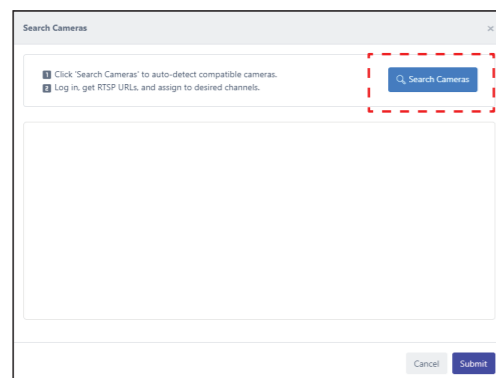 Search Cameras ×
1 Click 'Search Cameras' to auto-detect compatible cameras.
2 Log in, get RTSP URLs, and assign to desired channels.
Search Cameras
Cancel Submit